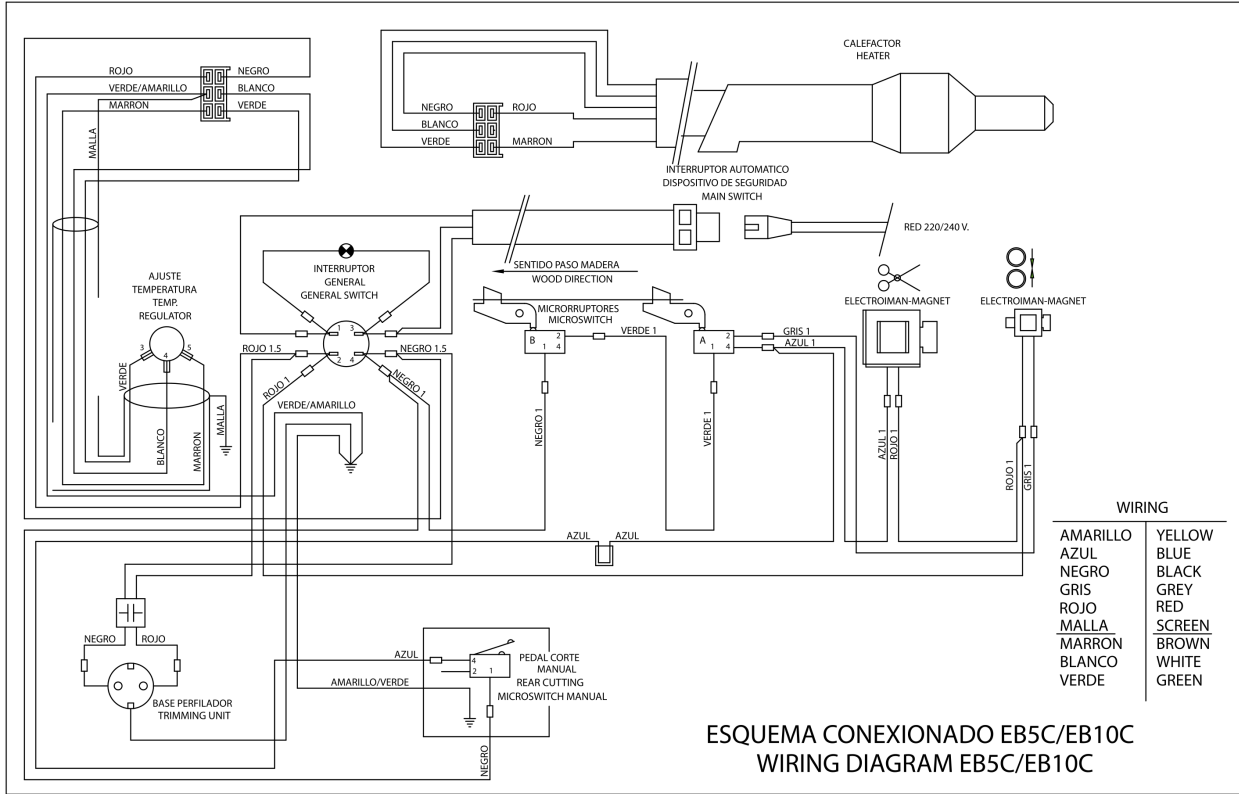 ROJO
NEGRO
VERDE/AMARILLO
BLANCO
MARRON
VERDE
MALLA
NEGRO
ROJO
BLANCO
VERDE
MARRON
CALEFACTOR
HEATER
INTERRUPTOR AUTOMATICO
DISPOSITIVO DE SEGURIDAD
MAIN SWITCH
RED 220/240 V.
INTERRUPTOR
GENERAL
GENERAL SWITCH
SENTIDO PASO MADERA
WOOD DIRECTION
MICRORRUPTORES
MICROSWITCH
ELECTROIMAN-MAGNET
ELECTROIMAN-MAGNET
AJUSTE
TEMPERATURA
TEMP.
REGULATOR
3
4
5
1
3
2
4
ROJO 1.5
NEGRO 1.5
ROJO 1
NEGRO 1
B
2
1
4
VERDE 1
A
2
1
4
GRIS 1
AZUL 1
VERDE
BLANCO
MARRON
MALLA
VERDE/AMARILLO
NEGRO 1
VERDE 1
AZUL 1
ROJO 1
ROJO 1
GRIS 1
AZUL
AZUL
NEGRO
ROJO
BASE PERFILADOR
TRIMMING UNIT
AZUL
AMARILLO/VERDE
4
2
1
PEDAL CORTE
MANUAL
REAR CUTTING
MICROSWITCH MANUAL
NEGRO
WIRING
AMARILLO YELLOW
AZUL BLUE
NEGRO BLACK
GRIS GREY
ROJO RED
MALLA SCREEN
MARRON BROWN
BLANCO WHITE
VERDE GREEN
ESQUEMA CONEXIONADO EB5C/EB10C
WIRING DIAGRAM EB5C/EB10C